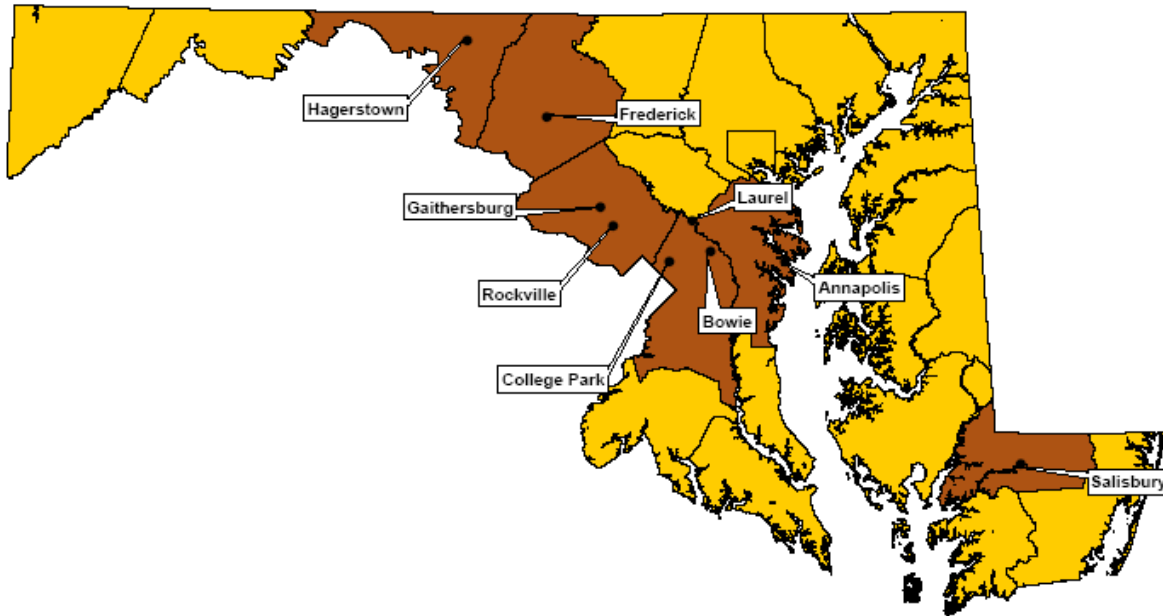 Hagerstown
Frederick
Gaithersburg
Laurel
Rockville
Annapolis
Bowie
College Park
Salisbury